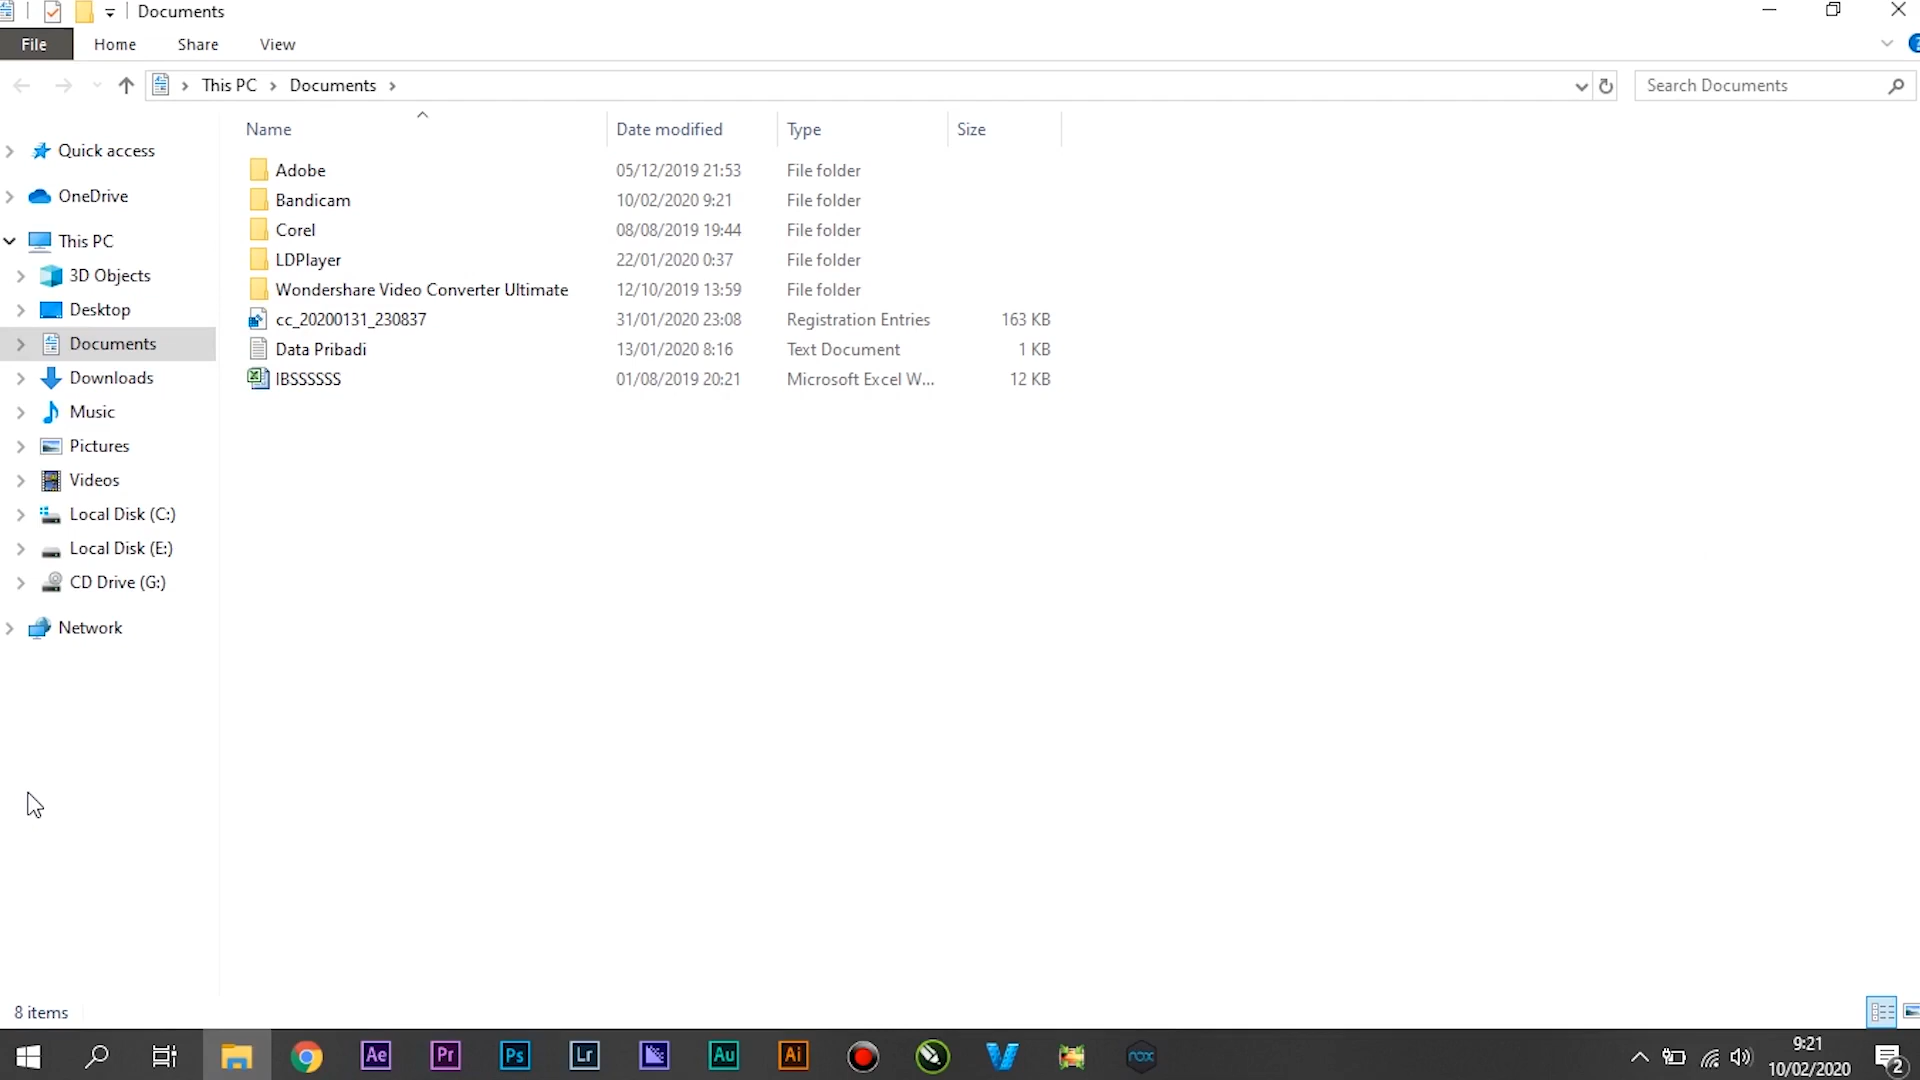 Documents
File Home Share View
This PC Documents Search Documents
Name Date modified Type Size
Quick access
OneDrive
This PC
3D Objects
Desktop
Documents
Downloads
Music
Pictures
Videos
Local Disk (C:)
Local Disk (E:)
CD Drive (G:)
Network
Adobe 05/12/2019 21:53 File folder
Bandicam 10/02/2020 9:21 File folder
Corel 08/08/2019 19:44 File folder
LDPlayer 22/01/2020 0:37 File folder
Wondershare Video Converter Ultimate 12/10/2019 13:59 File folder
cc_20200131_230837 31/01/2020 23:08 Registration Entries 163 KB
Data Pribadi 13/01/2020 8:16 Text Document 1 KB
IBSSSSSS 01/08/2019 20:21 Microsoft Excel W... 12 KB
8 items
Ae Pr Ps Lr Au Ai nox
9:21
10/02/2020
2